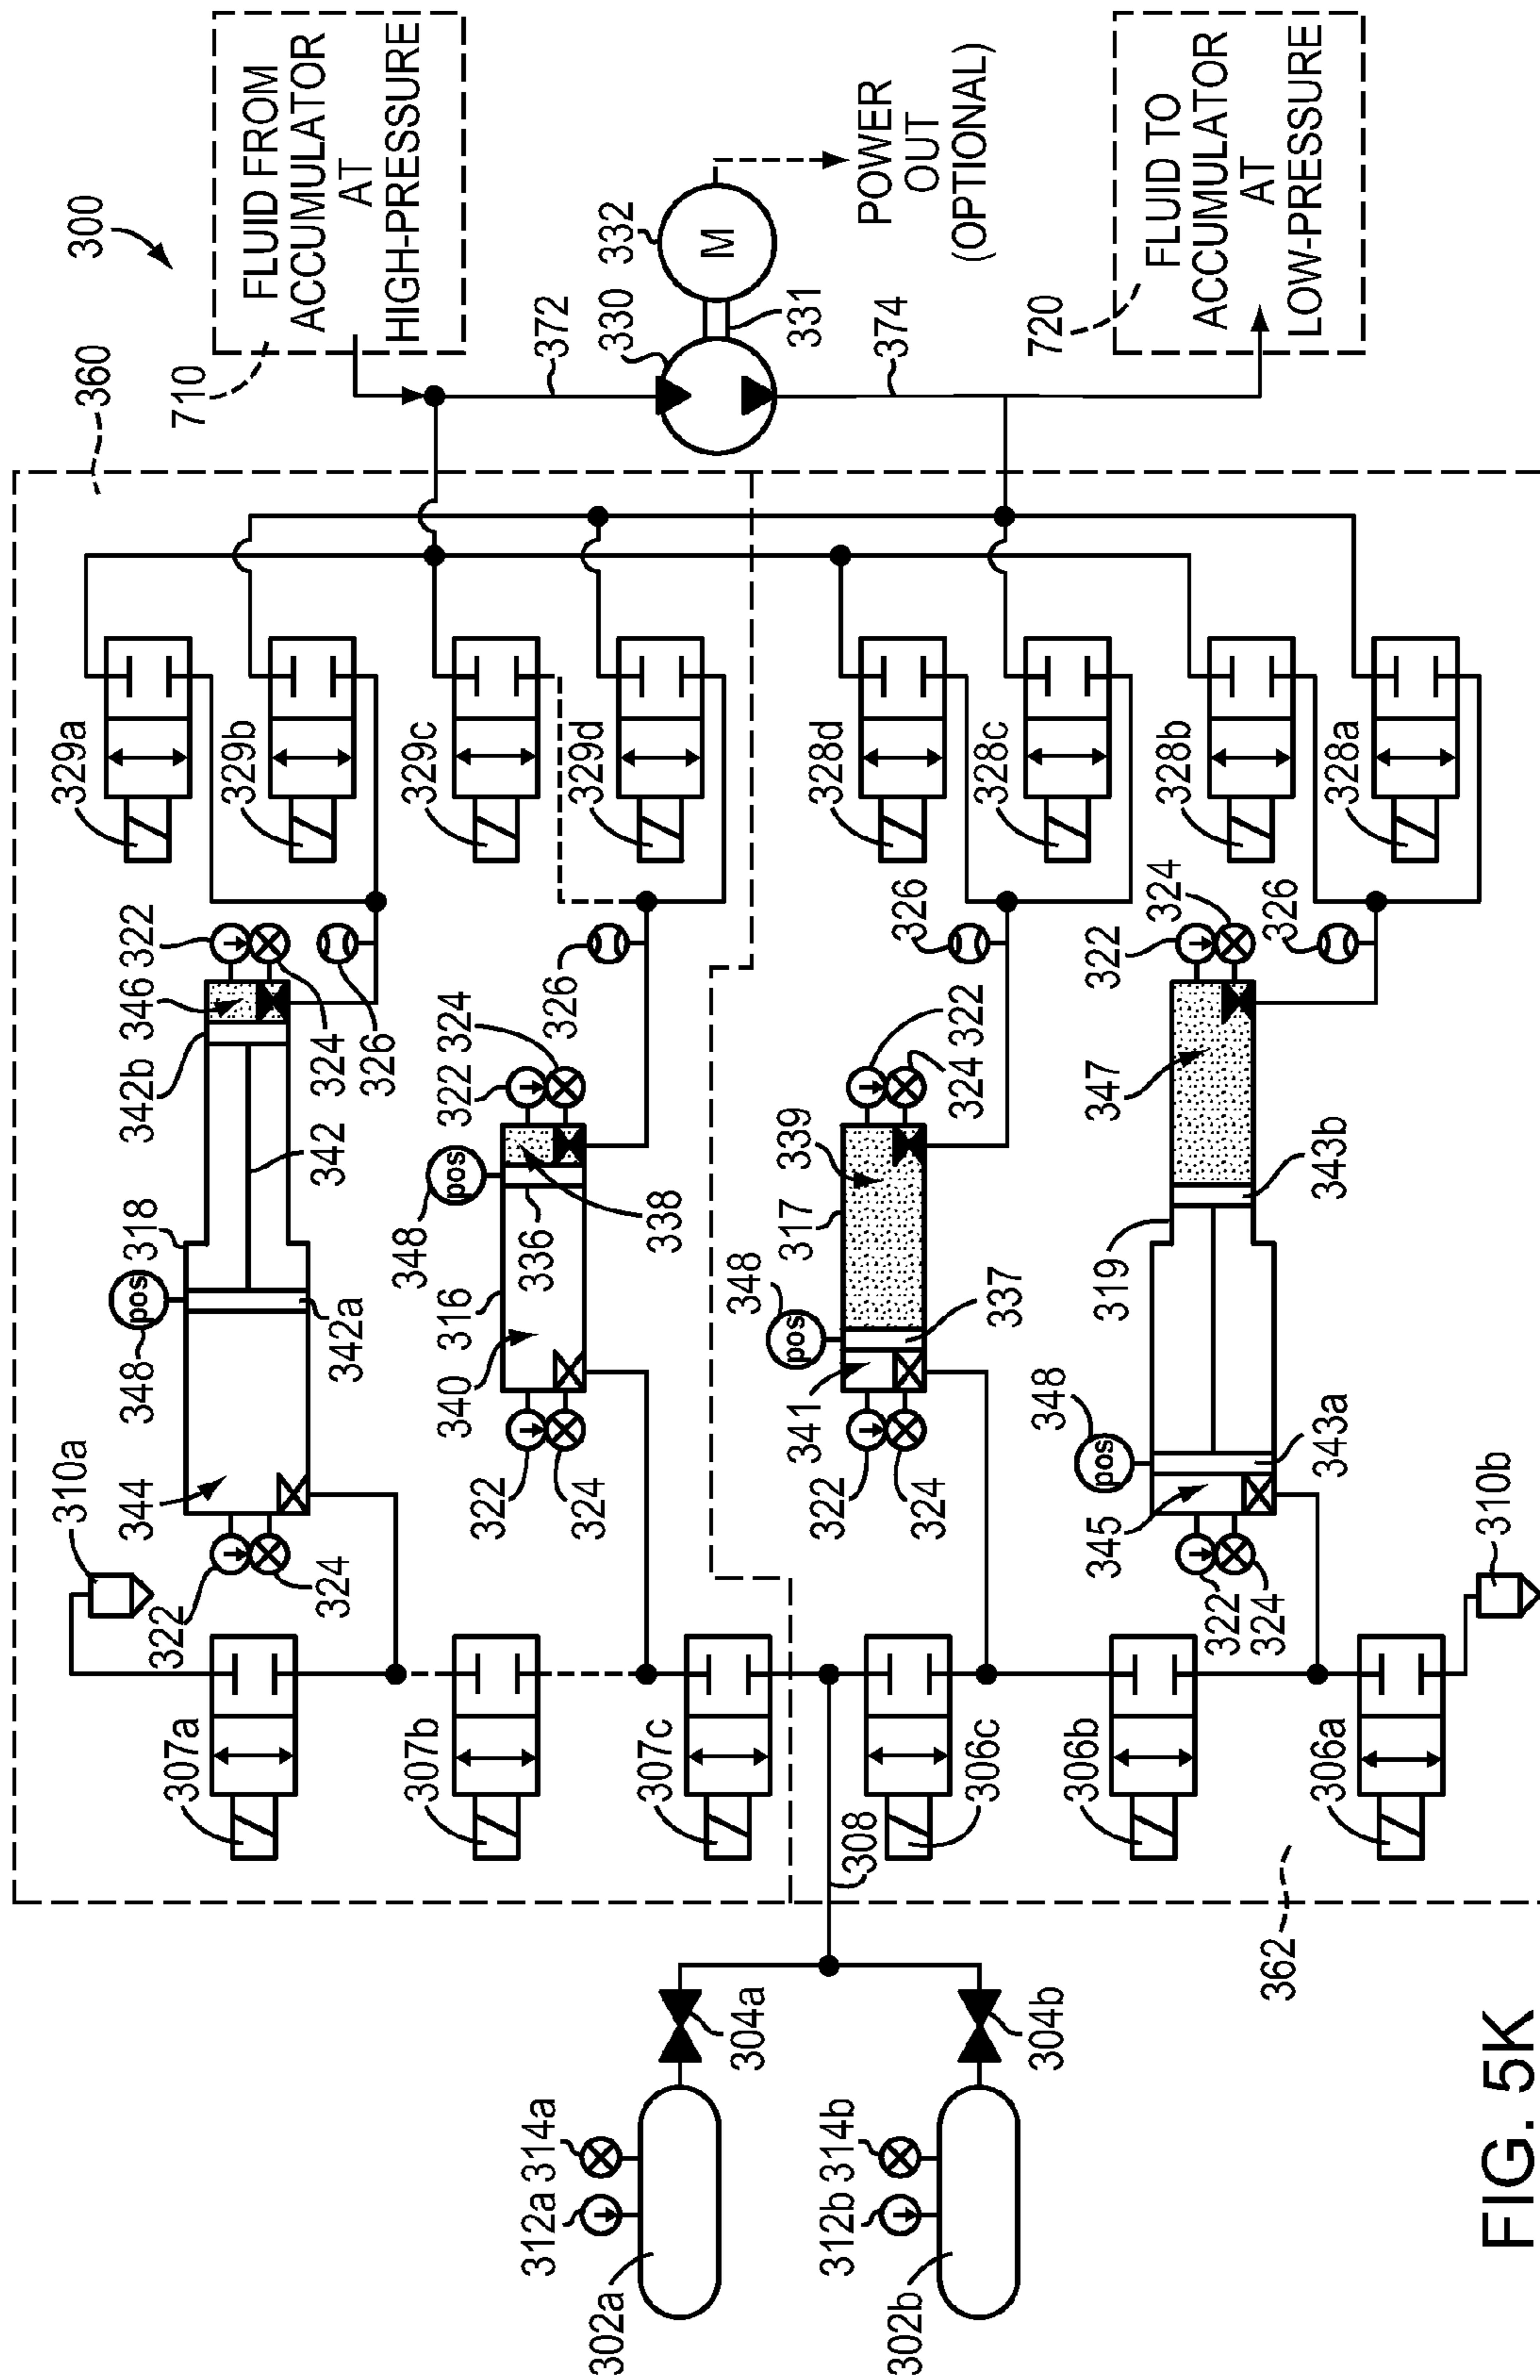 300
360
710
FLUID FROM
ACCUMULATOR
AT
HIGH-PRESSURE
372
330
332
M
331
POWER
OUT
(OPTIONAL)
374
720
FLUID TO
ACCUMULATOR
AT
LOW-PRESSURE
329a
329b
329c
329d
328d
328c
328b
328a
322
346
342b
324
326
342
318
pos
348
342a
344
310a
322
324
326
324
322
pos
348
338
336
316
340
322
324
326
322
324
339
317
348
pos
337
341
322
324
324
322
326
347
343b
319
348
pos
343a
345
322
324
310b
307a
307b
307c
306c
308
306b
306a
362
304a
304b
312a
314a
302a
312b
314b
302b
FIG. 5K